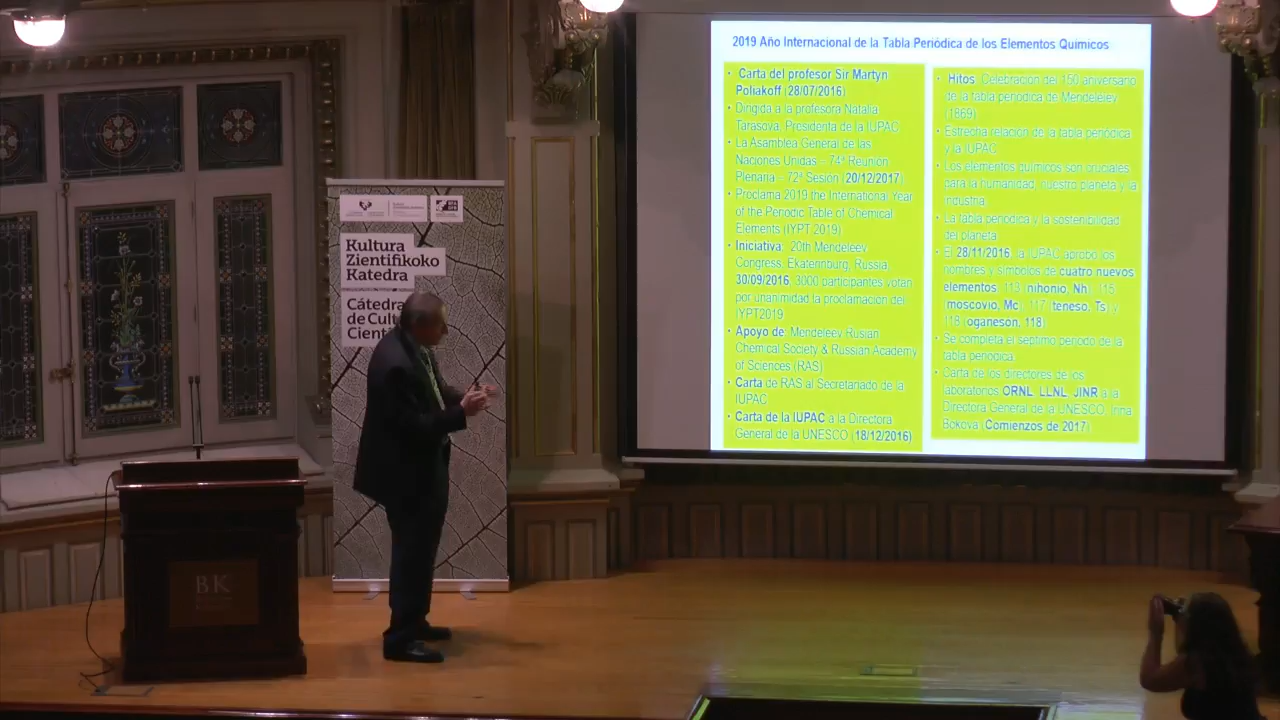 2019 Año Internacional de la Tabla Periódica de los Elementos Químicos
• Carta del profesor Sir Martyn
Poliakoff (28/07/2016)
• Dirigida a la profesora Natalia
Tarasova, Presidenta de la IUPAC
• La Asamblea General de las
Naciones Unidas – 74ª Reunión
Plenaria – 72ª Sesión (20/12/2017)
• Proclama 2019 the International Year
of the Periodic Table of Chemical
Elements (IYPT 2019)
• Iniciativa: 20th Mendeleev
Congress, Ekaterinburg, Russia,
30/09/2016, 3000 participantes votan
por unanimidad la proclamación del
IYPT2019
• Apoyo de: Mendeleev Rusian
Chemical Society & Russian Academy
of Sciences (RAS)
• Carta de RAS al Secretariado de la
IUPAC
• Carta de la IUPAC a la Directora
General de la UNESCO (18/12/2016)
• Hitos: Celebración del 150 aniversario
de la tabla periódica de Mendeleiev
(1869)
• Estrecha relación de la tabla periódica
y la IUPAC
• Los elementos químicos son cruciales
para la humanidad, nuestro planeta y la
industria
• La tabla periódica y la sostenibilidad
del planeta
• El 28/11/2016, la IUPAC aprobó los
nombres y símbolos de cuatro nuevos
elementos: 113 (nihonio, Nh), 115
(moscovio, Mc), 117 (teneso, Ts) y
118 (oganesón, 118)
• Se completa el séptimo periodo de la
tabla periódica.
• Carta de los directores de los
laboratorios ORNL, LLNL, JINR a la
Directora General de la UNESCO, Irina
Bokova (Comienzos de 2017)
Kultura
Zientifikoko
Katedra
Cátedra
de Cult
Cientí
BK